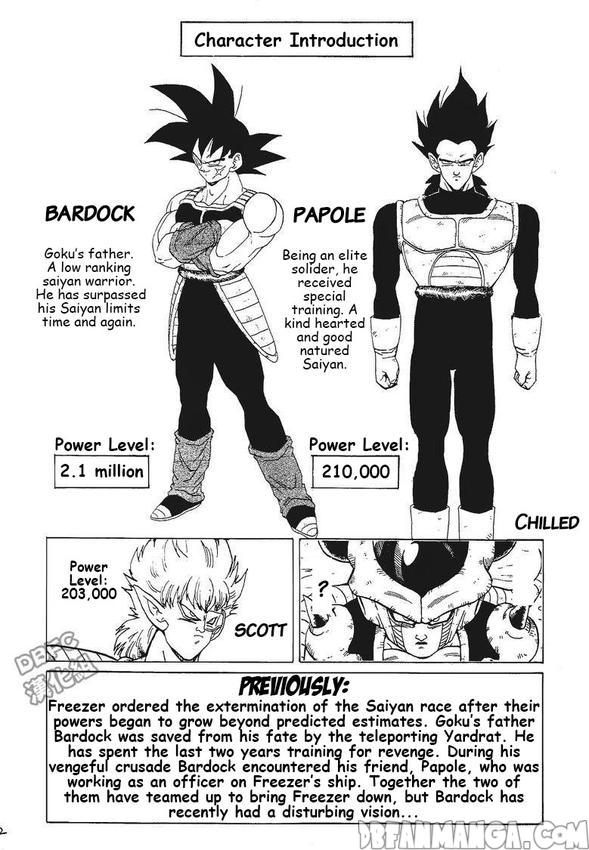 Character Introduction
BARDOCK
Goku's father.
A low ranking
saiyan warrior.
He has surpassed
his Saiyan limits
time and again.
Power Level:
2.1 million
PAPOLE
Being an elite
solider, he
received
special
training. A
kind hearted
and good
natured
Saiyan.
Power Level:
210,000
Power
Level:
203,000
SCOTT
CHILLED
?
DBFC
漢化組
PREVIOUSLY:
Freezer ordered the extermination of the Saiyan race after their
powers began to grow beyond predicted estimates. Goku's father
Bardock was saved from his fate by the teleporting Yardrat. He
has spent the last two years training for revenge. During his
vengeful crusade Bardock encountered his friend, Papole, who was
working as an officer on Freezer's ship. Together the two of
them have teamed up to bring Freezer down, but Bardock has
recently had a disturbing vision...
2
DBFANMANGA.COM